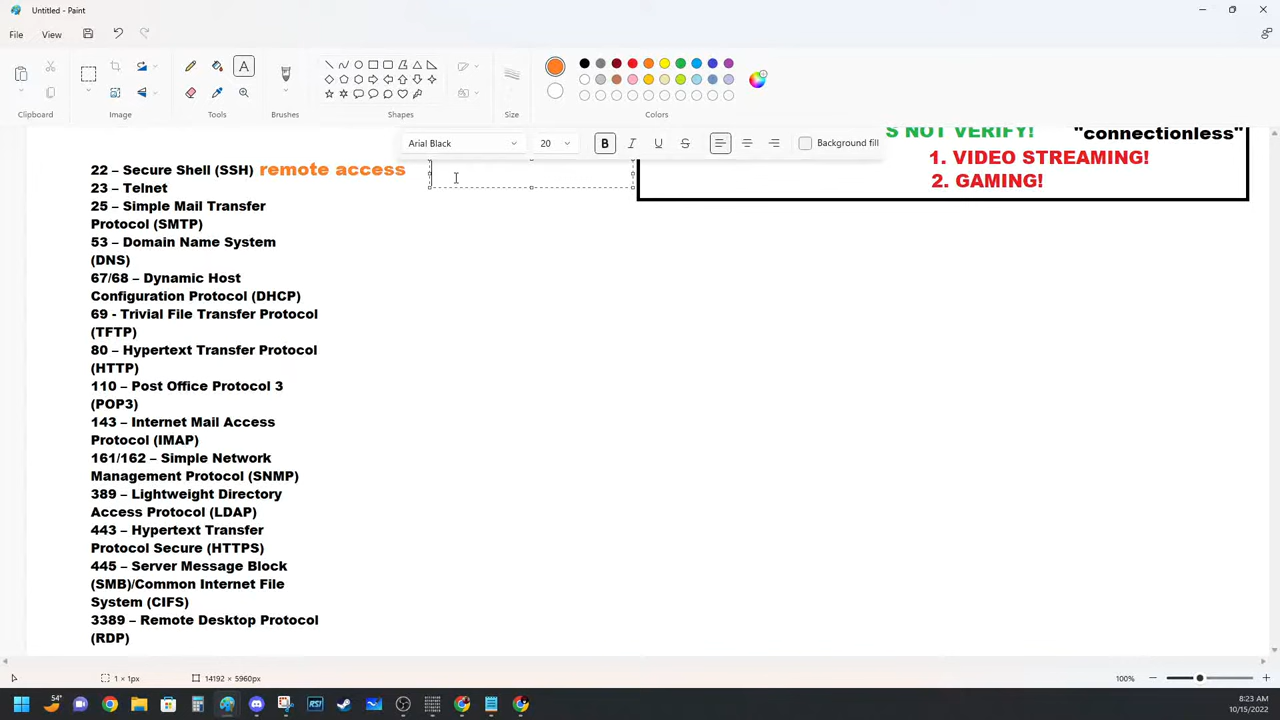 Untitled - Paint
File View
Clipboard
Image
Tools
Brushes
Shapes
Size
Colors
Arial Black
20
B
Background fill
S NOT VERIFY!
"connectionless"
1. VIDEO STREAMING!
2. GAMING!
22 – Secure Shell (SSH) remote access
23 – Telnet
25 – Simple Mail Transfer
Protocol (SMTP)
53 – Domain Name System
(DNS)
67/68 – Dynamic Host
Configuration Protocol (DHCP)
69 - Trivial File Transfer Protocol
(TFTP)
80 – Hypertext Transfer Protocol
(HTTP)
110 – Post Office Protocol 3
(POP3)
143 – Internet Mail Access
Protocol (IMAP)
161/162 – Simple Network
Management Protocol (SNMP)
389 – Lightweight Directory
Access Protocol (LDAP)
443 – Hypertext Transfer
Protocol Secure (HTTPS)
445 – Server Message Block
(SMB)/Common Internet File
System (CIFS)
3389 – Remote Desktop Protocol
(RDP)
1 × 1px
14192 × 5960px
100%
54°
RSI
8:23 AM
10/15/2022